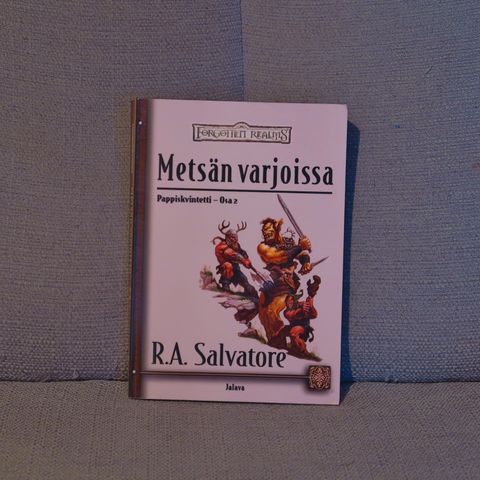 Forgotten Realms
Metsän varjoissa
Pappiskvintetti – Osa 2
R.A. Salvatore
Jalava